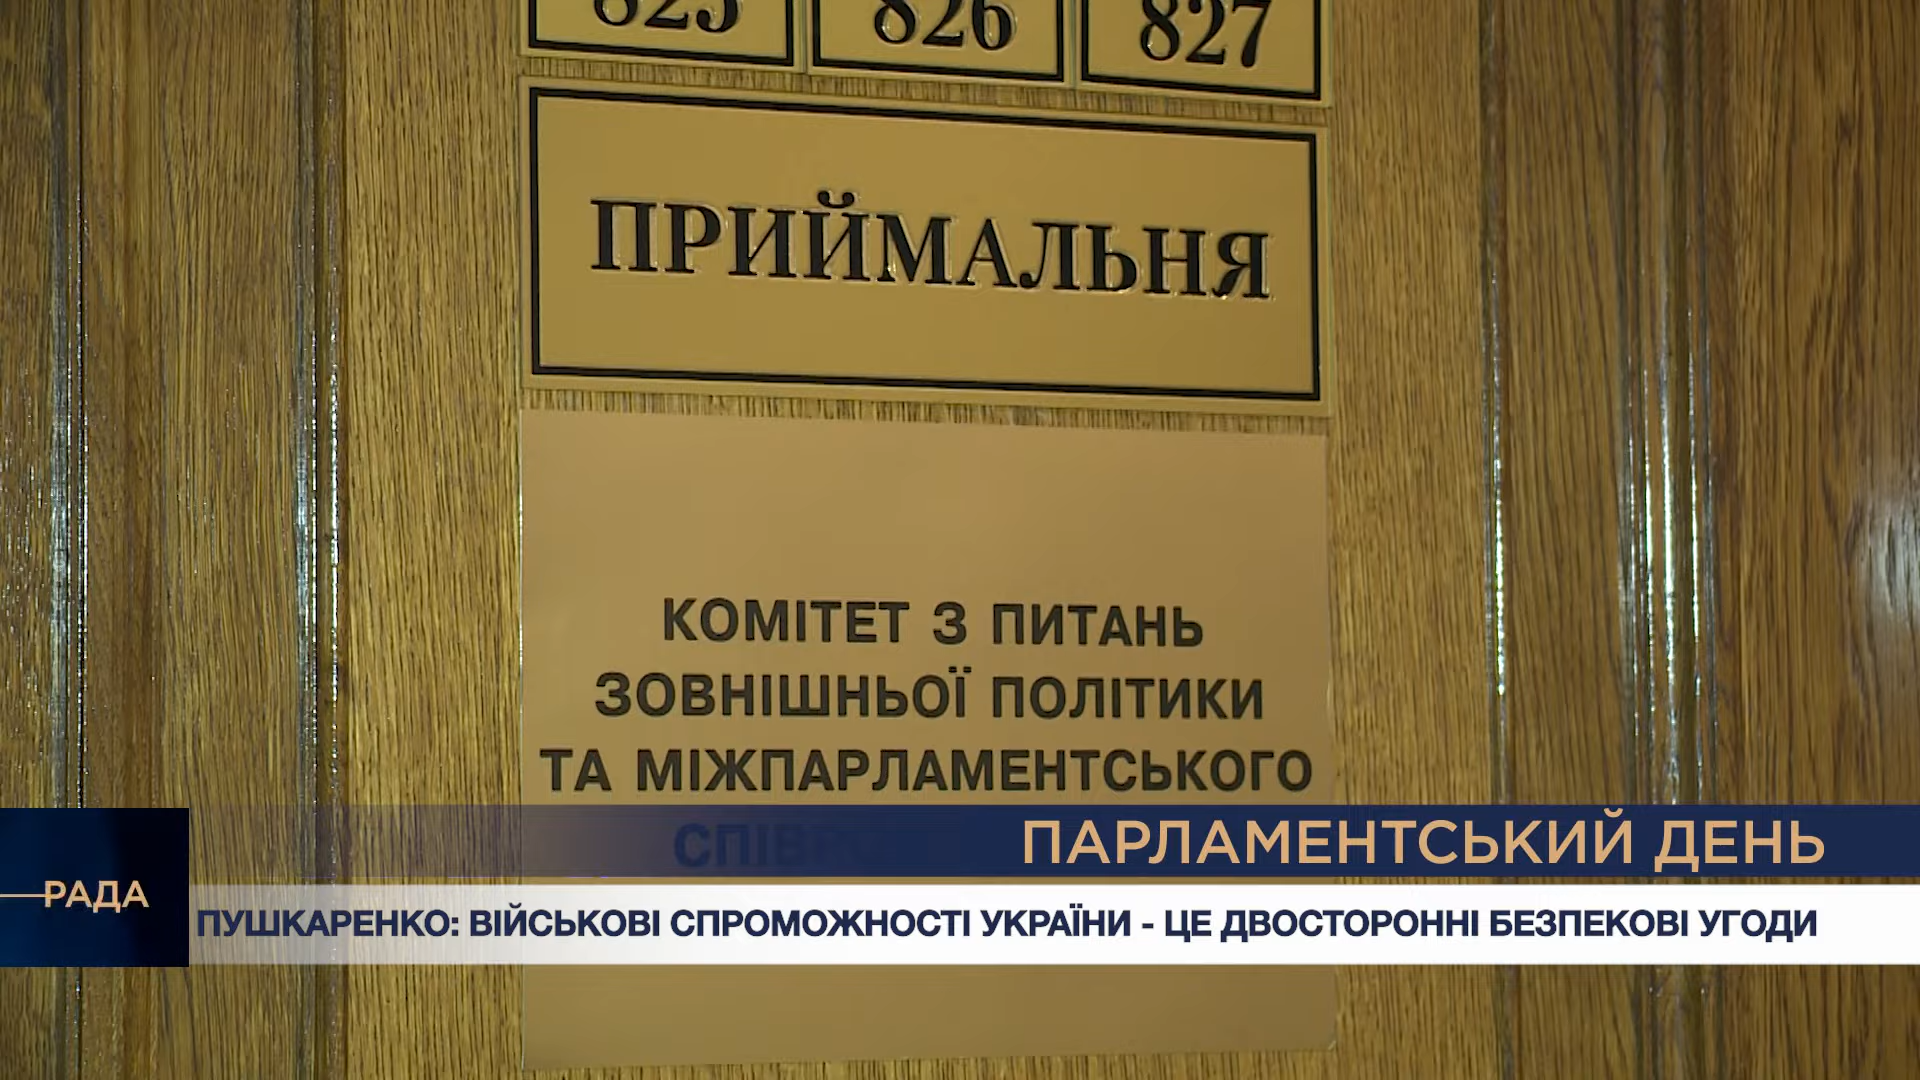 825 826 827
ПРИЙМАЛЬНЯ
КОМІТЕТ З ПИТАНЬ
ЗОВНІШНЬОЇ ПОЛІТИКИ
ТА МІЖПАРЛАМЕНТСЬКОГО
ПАРЛАМЕНТСЬКИЙ ДЕНЬ
РАДА
ПУШКАРЕНКО: ВІЙСЬКОВІ СПРОМОЖНОСТІ УКРАЇНИ - ЦЕ ДВОСТОРОННІ БЕЗПЕКОВІ УГОДИ